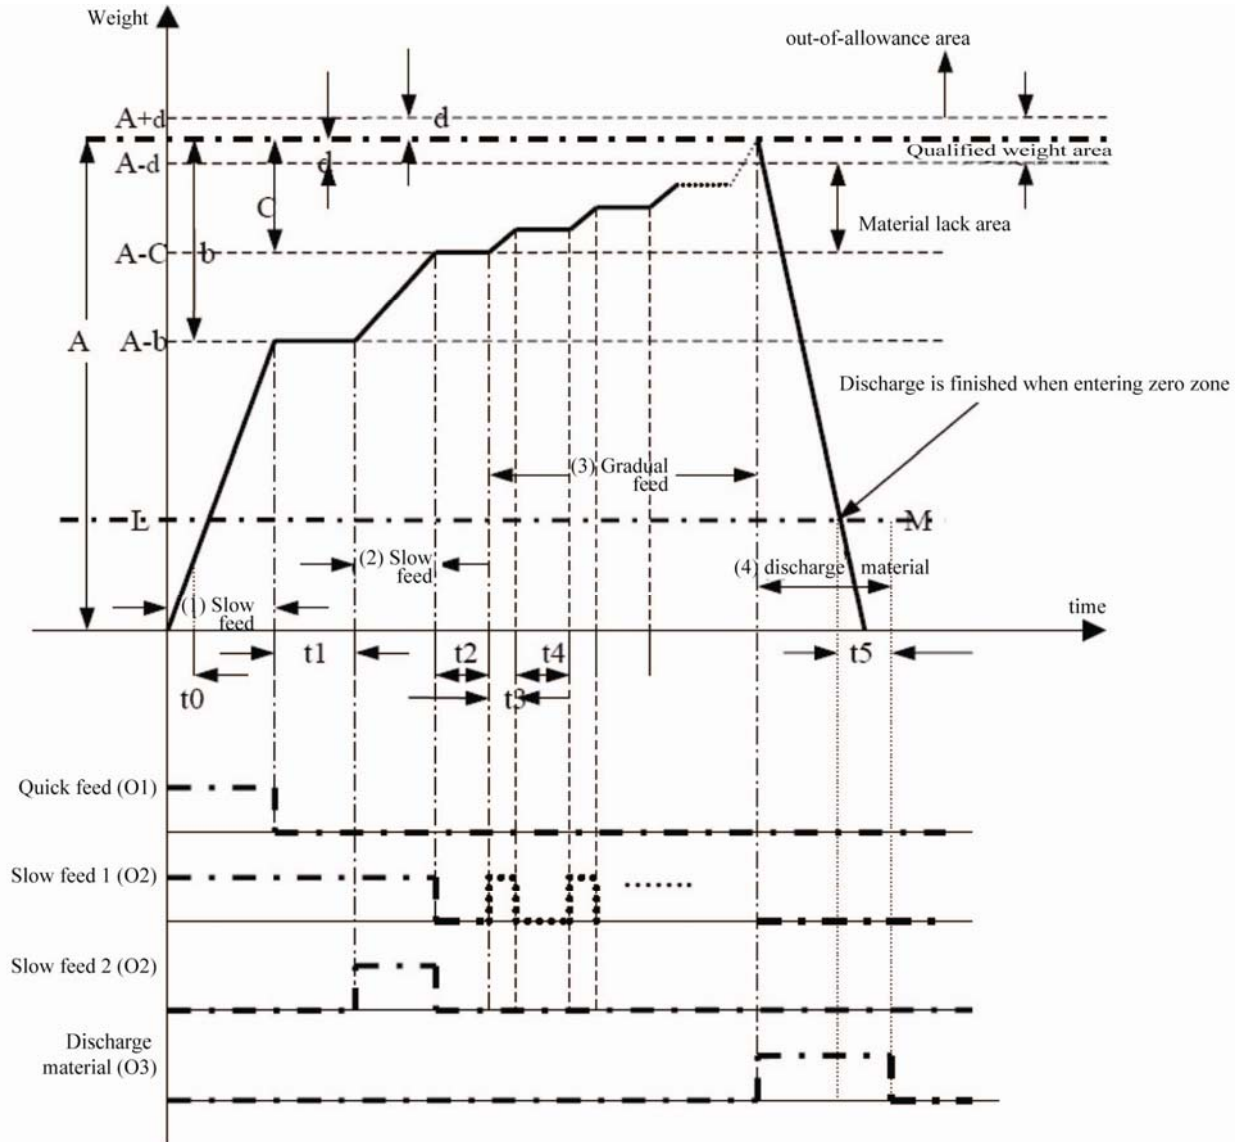 Weight
out-of-allowance area
A+d
d
A-d
d
Qualified weight area
C
Material lack area
A-C
b
A
A-b
Discharge is finished when entering zero zone
(3) Gradual
feed
L
M
(2) Slow
feed
(4) discharge material
(1) Slow
feed
time
t1
t2
t4
t5
t0
t3
Quick feed (O1)
Slow feed 1 (O2)
Slow feed 2 (O2)
Discharge
material (O3)